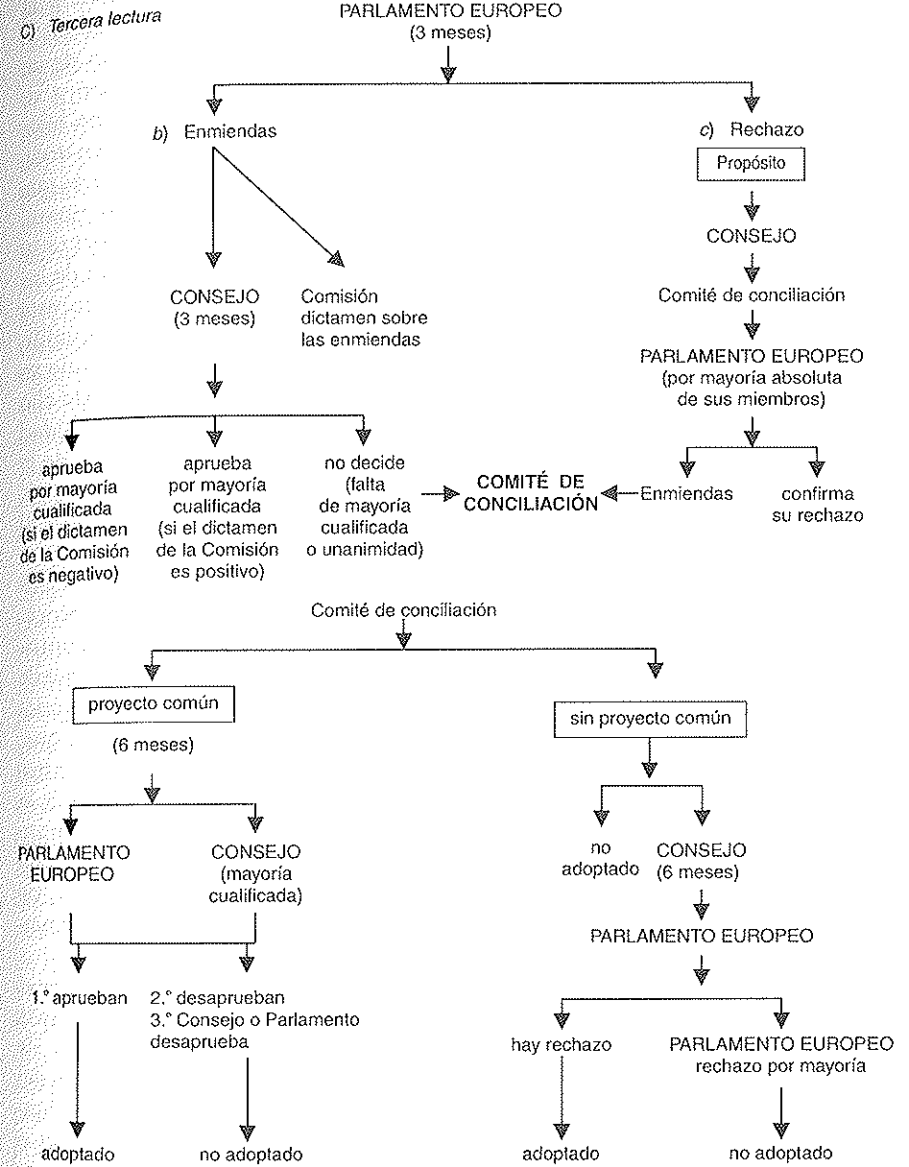 C) Tercera lectura
PARLAMENTO EUROPEO
(3 meses)
b) Enmiendas
c) Rechazo
Propósito
CONSEJO
Comité de conciliación
PARLAMENTO EUROPEO
(por mayoría absoluta
de sus miembros)
CONSEJO
(3 meses)
Comisión
dictamen sobre
las enmiendas
aprueba
por mayoría
cualificada
(si el dictamen
de la Comisión
es negativo)
aprueba
por mayoría
cualificada
(si el dictamen
de la Comisión
es positivo)
no decide
(falta
de mayoría
cualificada
o unanimidad)
COMITÉ DE
CONCILIACIÓN
Enmiendas
confirma
su rechazo
Comité de conciliación
proyecto común
(6 meses)
sin proyecto común
PARLAMENTO
EUROPEO
CONSEJO
(mayoría
cualificada)
no
adoptado
CONSEJO
(6 meses)
PARLAMENTO EUROPEO
1.° aprueban
2.° desaprueban
3.° Consejo o Parlamento
desaprueba
hay rechazo
PARLAMENTO EUROPEO
rechazo por mayoría
adoptado
no adoptado
adoptado
no adoptado